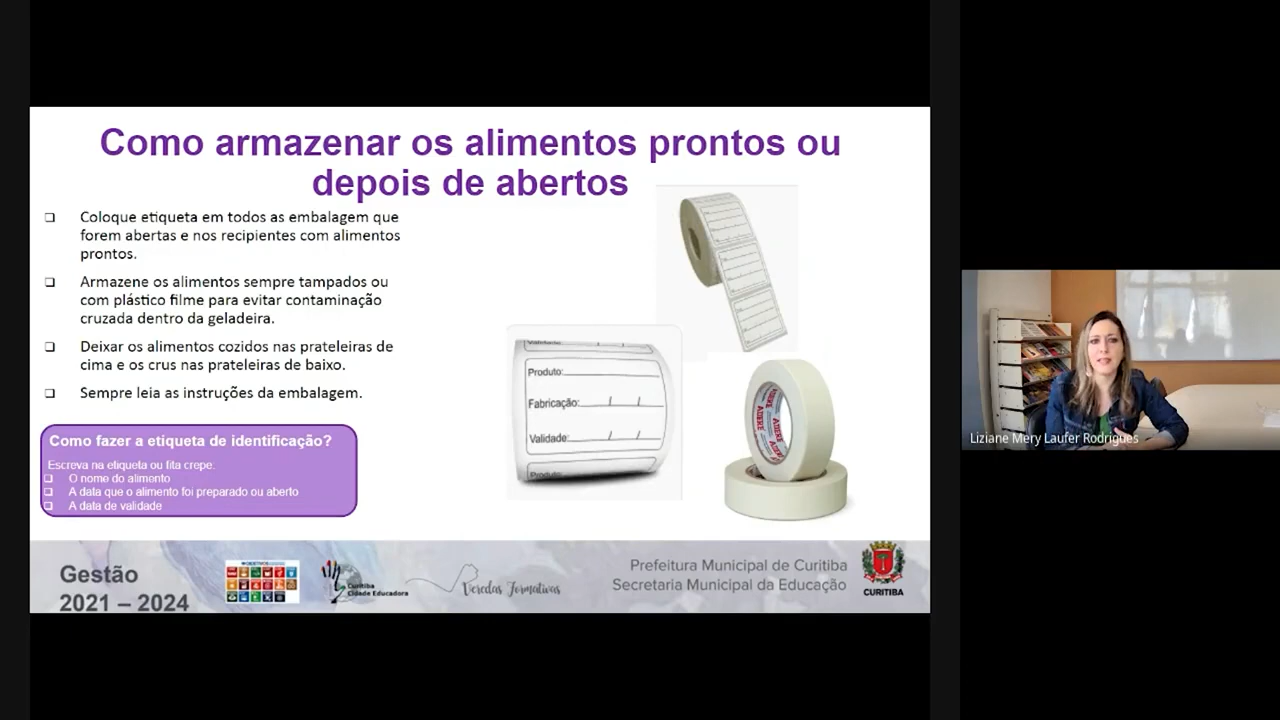 Como armazenar os alimentos prontos ou
depois de abertos
Coloque etiqueta em todos as embalagem que
forem abertas e nos recipientes com alimentos
prontos.
Armazene os alimentos sempre tampados ou
com plástico filme para evitar contaminação
cruzada dentro da geladeira.
Deixar os alimentos cozidos nas prateleiras de
cima e os crus nas prateleiras de baixo.
Sempre leia as instruções da embalagem.
Como fazer a etiqueta de identificação?
Escreva na etiqueta ou fita crepe:
O nome do alimento
A data que o alimento foi preparado ou aberto
A data de validade
Validade:
Produto:
Fabricação: / /
Validade: / /
Produto:
ADERE
ADERE
Liziane Mery Laufer Rodrigues
Gestão
2021 – 2024
Curitiba
Cidade Educadora
Veredas Formativas
Prefeitura Municipal de Curitiba
Secretaria Municipal da Educação
CURITIBA